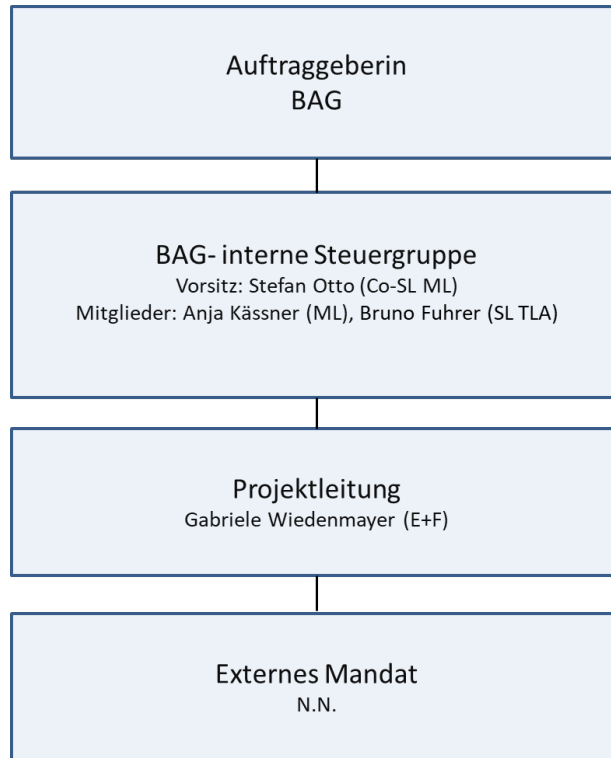 Auftraggeberin
BAG
BAG- interne Steuergruppe
Vorsitz: Stefan Otto (Co-SL ML)
Mitglieder: Anja Kässner (ML), Bruno Fuhrer (SL TLA)
Projektleitung
Gabriele Wiedenmayer (E+F)
Externes Mandat
N.N.